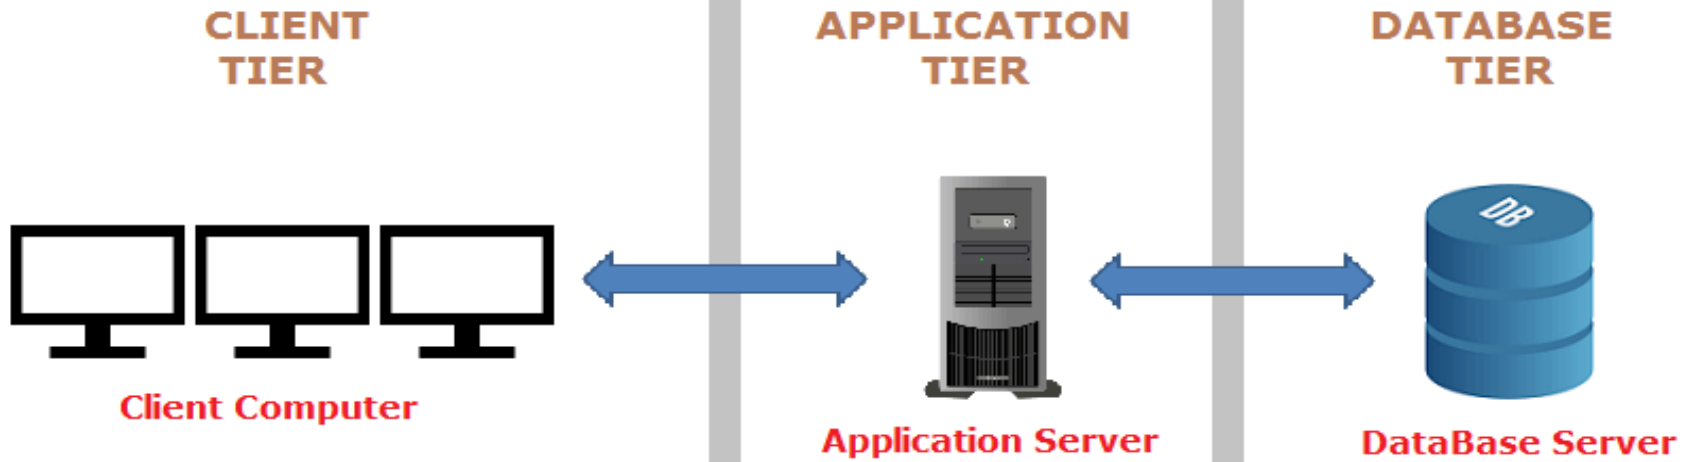 CLIENT
TIER
APPLICATION
TIER
DATABASE
TIER
DB
Client Computer
Application Server
DataBase Server